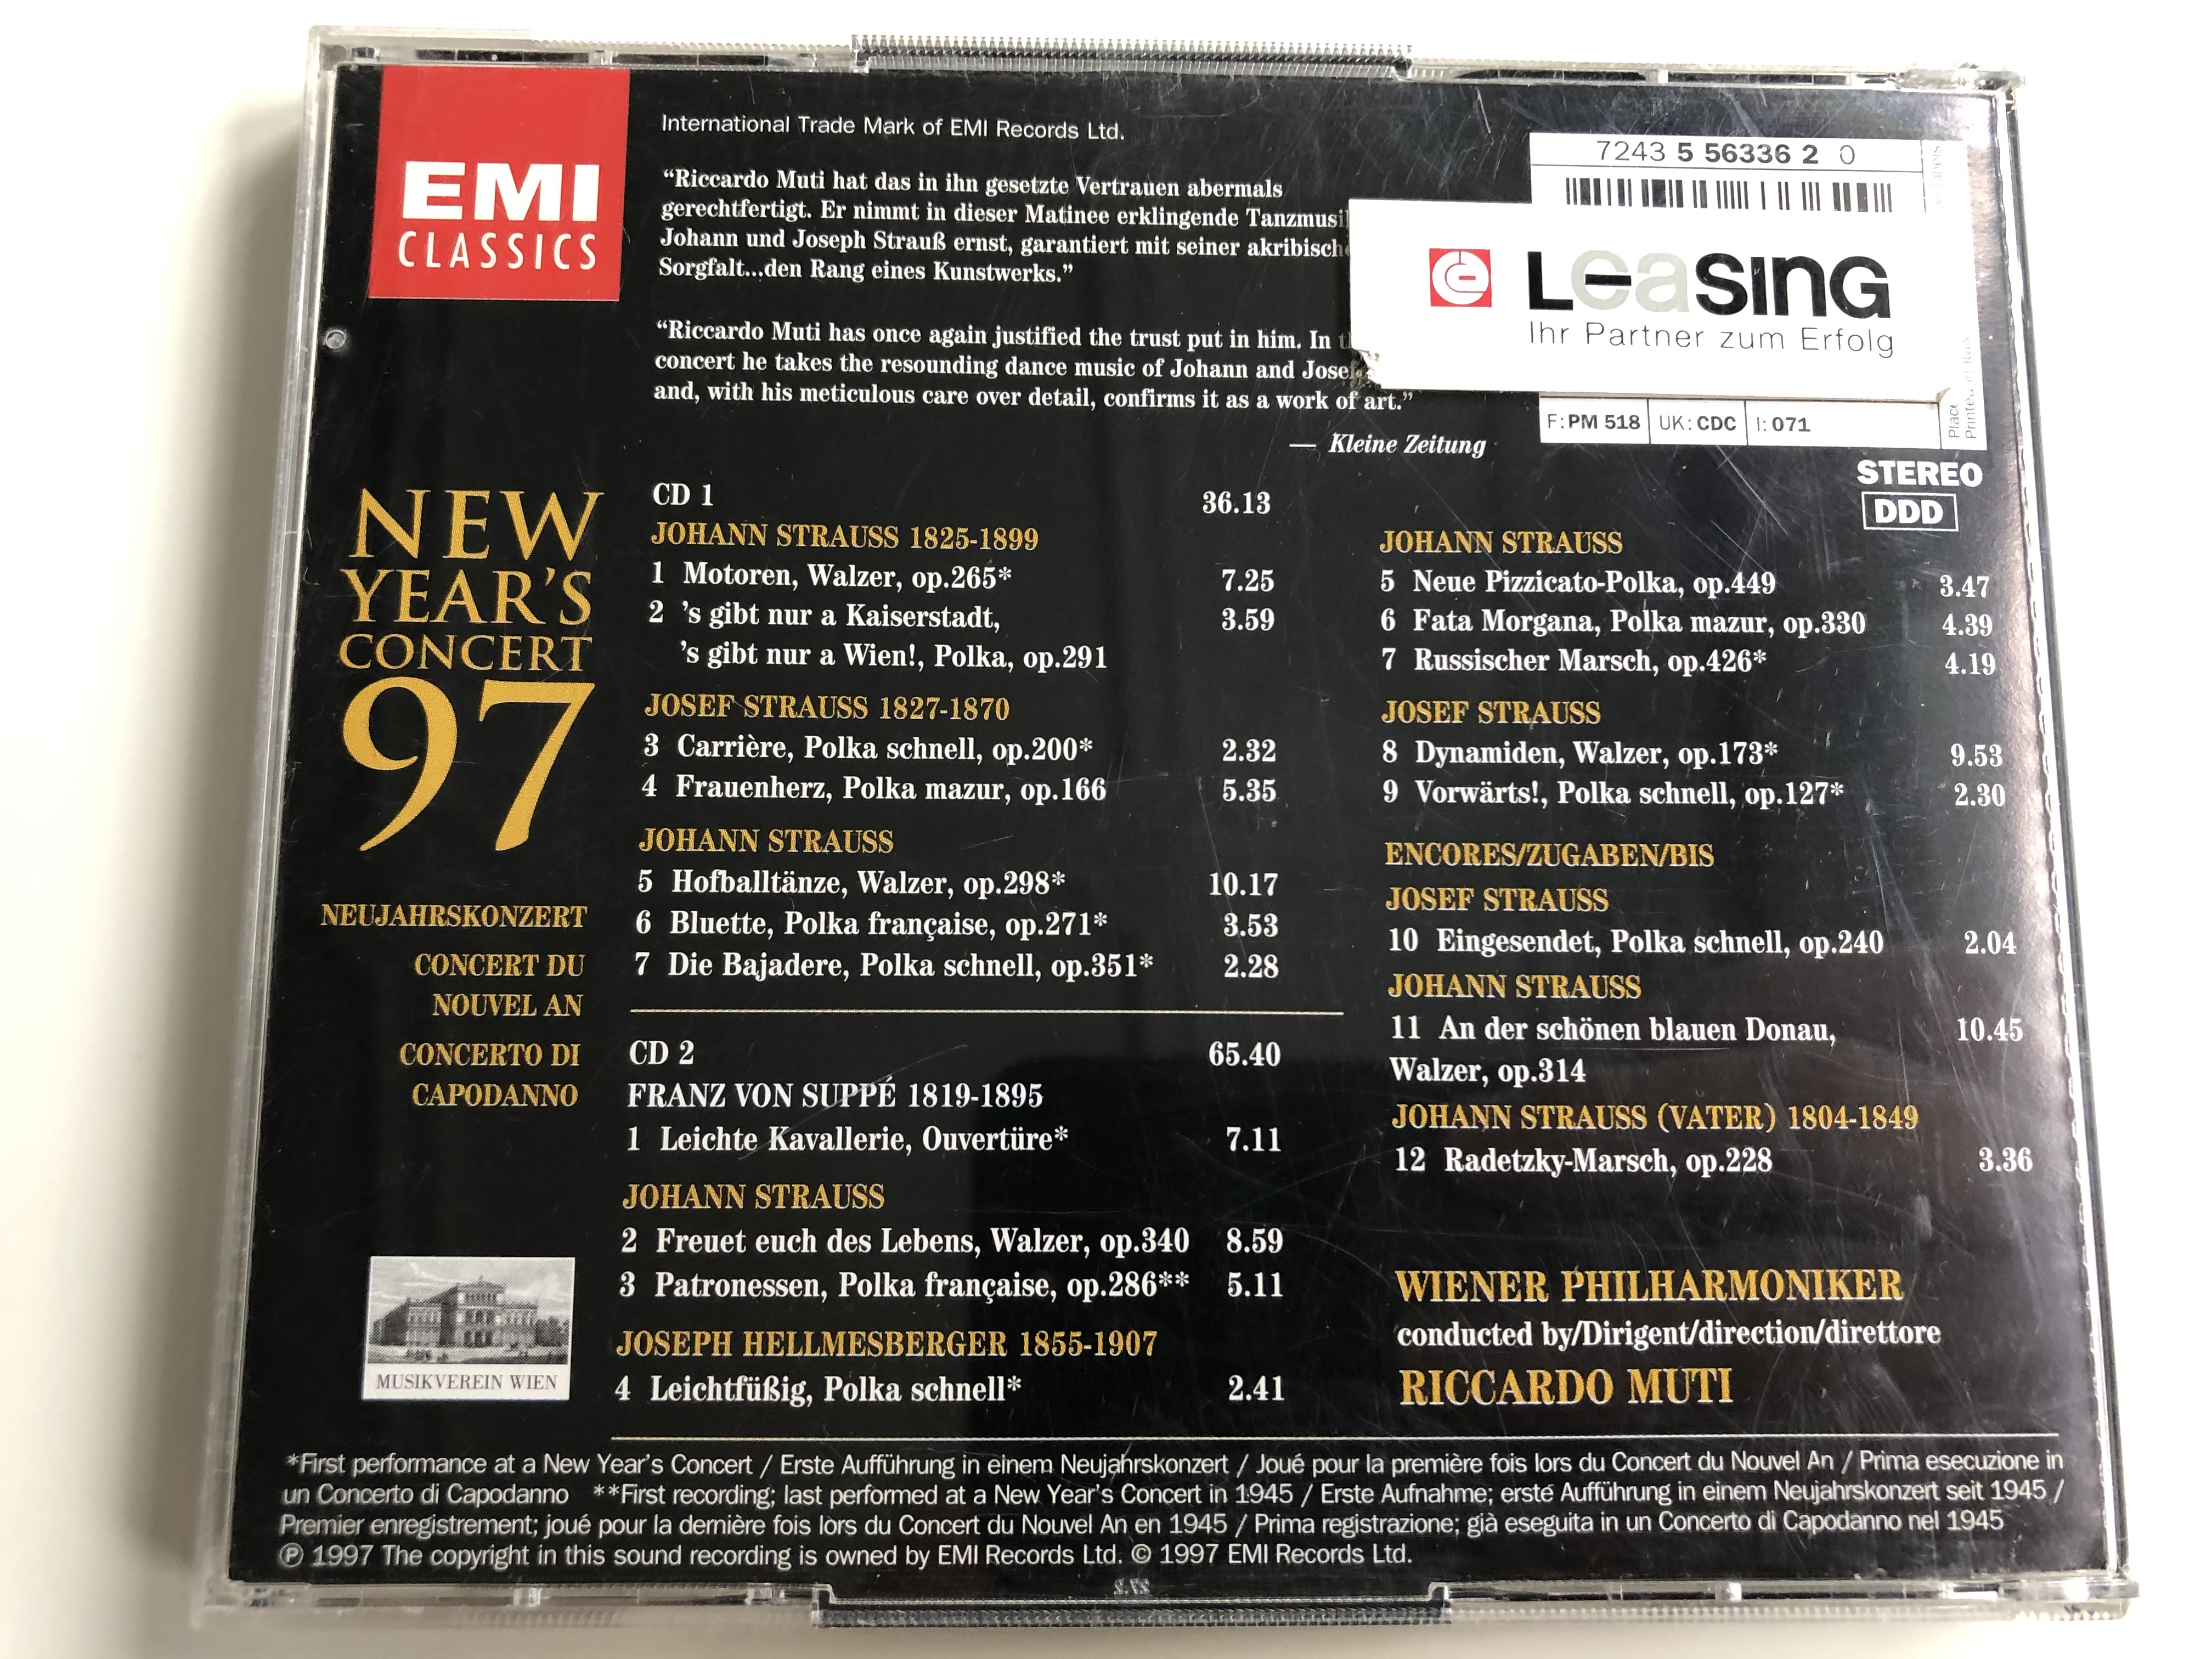 EMI
CLASSICS
International Trade Mark of EMI Records Ltd.
“Riccardo Muti hat das in ihn gesetzte Vertrauen abermals
gerechtfertigt. Er nimmt in dieser Matinee erklingende
Johann und Joseph Strauß ernst, garantiert mit seiner
Sorgfalt...den Rang eines Kunstwerks.”
“Riccardo Muti has once again justified the trust put in him. In
concert he takes the resounding dance music of Johann and
and, with his meticulous care over detail, confirms it as a work of art.”
— Kleine Zeitung
7243 5 56336 2 0
LeaSING
Ihr Partner zum Erfolg
F: PM 518 UK: CDC I: 071
STEREO
DDD
NEW
YEAR'S
CONCERT
97
NEUJAHRSKONZERT
CONCERT DU
NOUVEL AN
CONCERTO DI
CAPODANNO
MUSIKVEREIN WIEN
CD 1 36.13
JOHANN STRAUSS 1825-1899
1 Motoren, Walzer, op.265* 7.25
2 ’s gibt nur a Kaiserstadt, 3.59
’s gibt nur a Wien!, Polka, op.291
JOSEF STRAUSS 1827-1870
3 Carrière, Polka schnell, op.200* 2.32
4 Frauenherz, Polka mazur, op.166 5.35
JOHANN STRAUSS
5 Hofballtänze, Walzer, op.298* 10.17
6 Bluette, Polka française, op.271* 3.53
7 Die Bajadere, Polka schnell, op.351* 2.28
CD 2 65.40
FRANZ VON SUPPÉ 1819-1895
1 Leichte Kavallerie, Ouvertüre* 7.11
JOHANN STRAUSS
2 Freuet euch des Lebens, Walzer, op.340 8.59
3 Patronessen, Polka française, op.286** 5.11
JOSEPH HELLMESBERGER 1855-1907
4 Leichtfüßig, Polka schnell* 2.41
JOHANN STRAUSS
5 Neue Pizzicato-Polka, op.449 3.47
6 Fata Morgana, Polka mazur, op.330 4.39
7 Russischer Marsch, op.426* 4.19
JOSEF STRAUSS
8 Dynamiden, Walzer, op.173* 9.53
9 Vorwärts!, Polka schnell, op.127* 2.30
ENCORES/ZUGABEN/BIS
JOSEF STRAUSS
10 Eingesendet, Polka schnell, op.240 2.04
JOHANN STRAUSS
11 An der schönen blauen Donau, 10.45
Walzer, op.314
JOHANN STRAUSS (VATER) 1804-1849
12 Radetzky-Marsch, op.228 3.36
WIENER PHILHARMONIKER
conducted by/Dirigent/direction/direttore
RICCARDO MUTI
*First performance at a New Year's Concert / Erste Aufführung in einem Neujahrskonzert / Joué pour la première fois lors du Concert du Nouvel An / Prima esecuzione in
un Concerto di Capodanno **First recording; last performed at a New Year's Concert in 1945 / Erste Aufnahme; erste Aufführung in einem Neujahrskonzert seit 1945 /
Premier enregistrement; joué pour la dernière fois lors du Concert du Nouvel An en 1945 / Prima registrazione; già eseguita in un Concerto di Capodanno nel 1945
℗ 1997 The copyright in this sound recording is owned by EMI Records Ltd. © 1997 EMI Records Ltd.